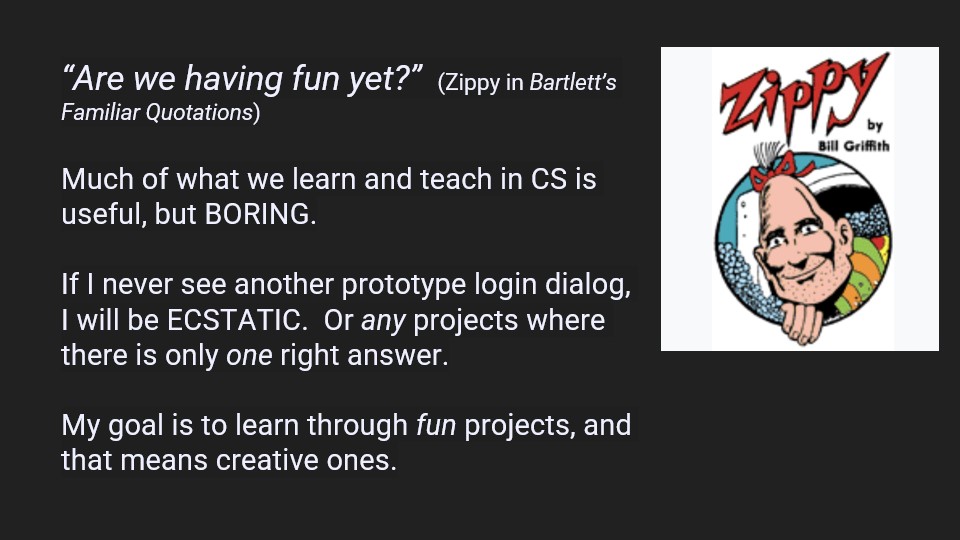 “Are we having fun yet?” (Zippy in Bartlett’s
Familiar Quotations)
Much of what we learn and teach in CS is
useful, but BORING.
If I never see another prototype login dialog,
I will be ECSTATIC.  Or any projects where
there is only one right answer.
My goal is to learn through fun projects, and
that means creative ones.
Zippy
by
Bill Griffith